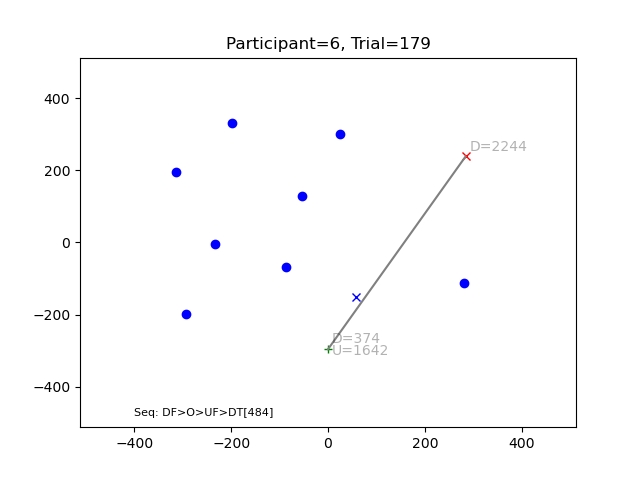 Participant=6, Trial=179
400
200
0
−200
−400
D=2244
D=374
U=1642
Seq: DF>O>UF>DT[484]
−400 −200 0 200 400